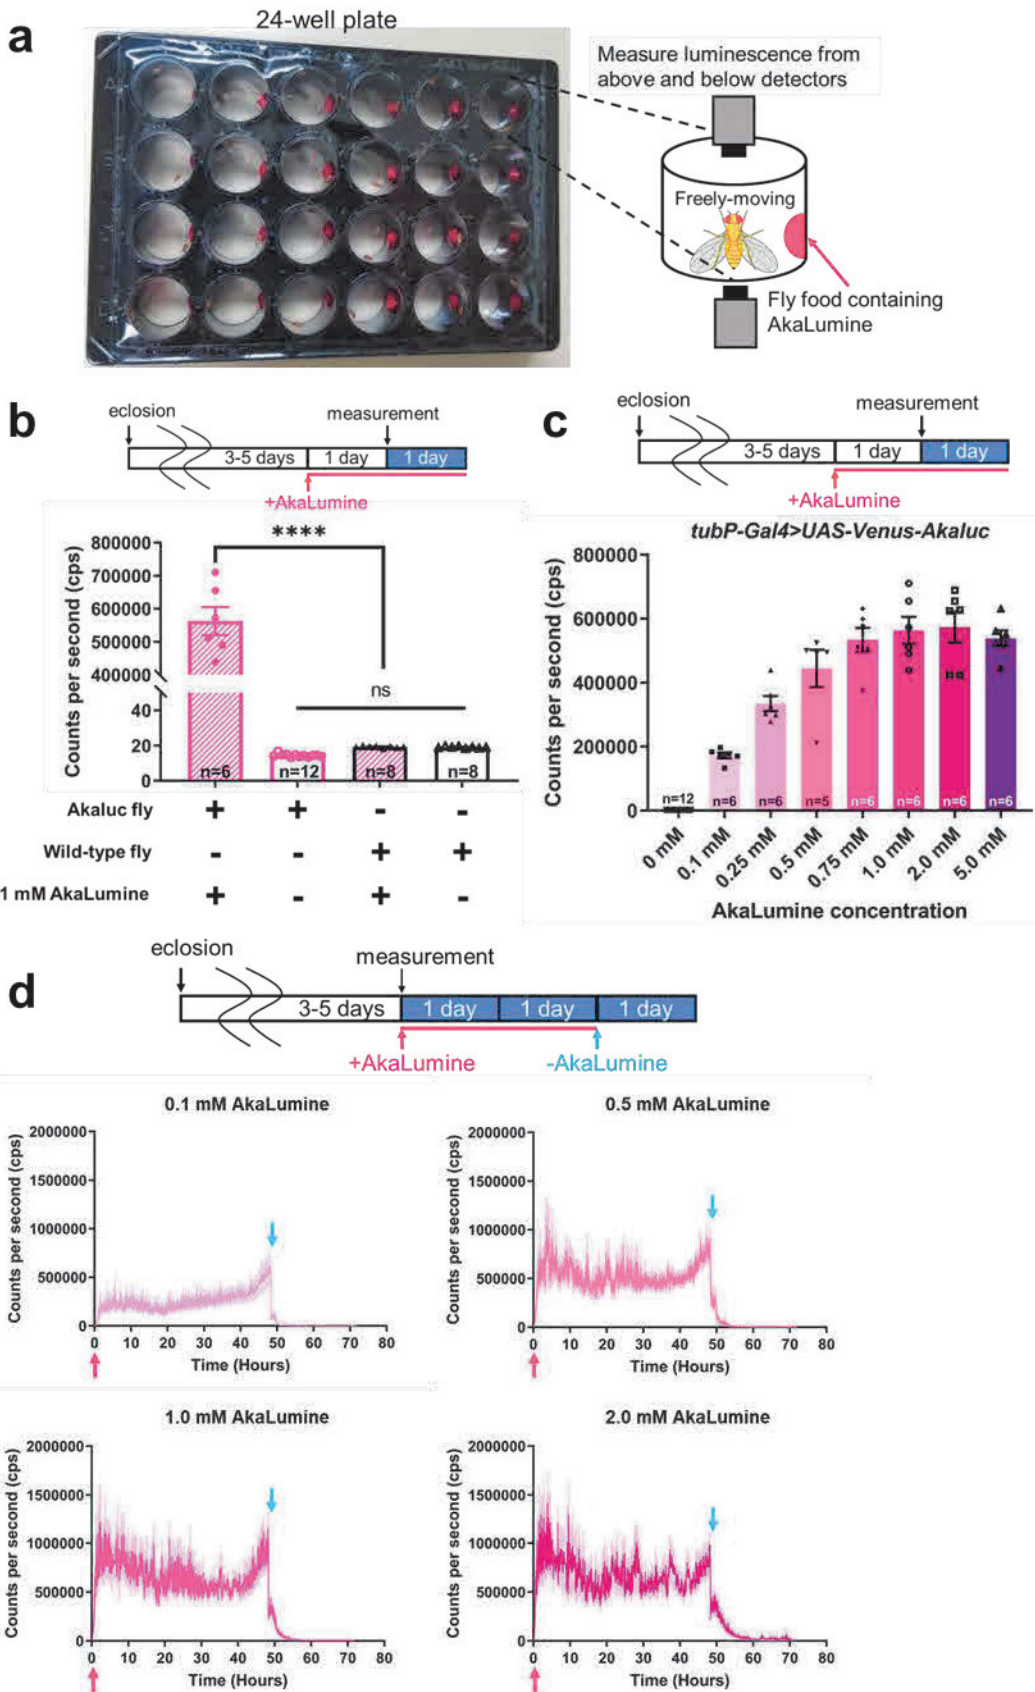 a
24-well plate
Measure luminescence from
above and below detectors
Freely-moving
Fly food containing
AkaLumine
b
eclosion
measurement
3-5 days
1 day
1 day
+AkaLumine
Counts per second (cps)
800000
700000
600000
500000
400000
40
20
0
****
ns
n=6
n=12
n=8
n=8
Akaluc fly
+
+
-
-
Wild-type fly
-
-
+
+
1 mM AkaLumine
+
-
+
-
c
eclosion
measurement
3-5 days
1 day
1 day
+AkaLumine
tubP-Gal4>UAS-Venus-Akaluc
Counts per second (cps)
800000
600000
400000
200000
0
n=12
n=6
n=6
n=5
n=6
n=6
n=6
n=6
0 mM
0.1 mM
0.25 mM
0.5 mM
0.75 mM
1.0 mM
2.0 mM
5.0 mM
AkaLumine concentration
d
eclosion
measurement
3-5 days
1 day
1 day
1 day
+AkaLumine
-AkaLumine
0.1 mM AkaLumine
Counts per second (cps)
2000000
1500000
1000000
500000
0
0 10 20 30 40 50 60 70 80
Time (Hours)
0.5 mM AkaLumine
Counts per second (cps)
2000000
1500000
1000000
500000
0
0 10 20 30 40 50 60 70 80
Time (Hours)
1.0 mM AkaLumine
Counts per second (cps)
2000000
1500000
1000000
500000
0
0 10 20 30 40 50 60 70 80
Time (Hours)
2.0 mM AkaLumine
Counts per second (cps)
2000000
1500000
1000000
500000
0
0 10 20 30 40 50 60 70 80
Time (Hours)